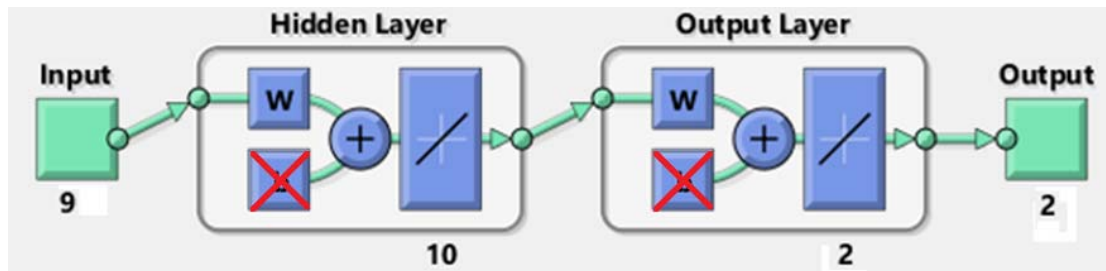 Hidden Layer
Output Layer
Input
Output
W
W
+
+
9
10
2
2